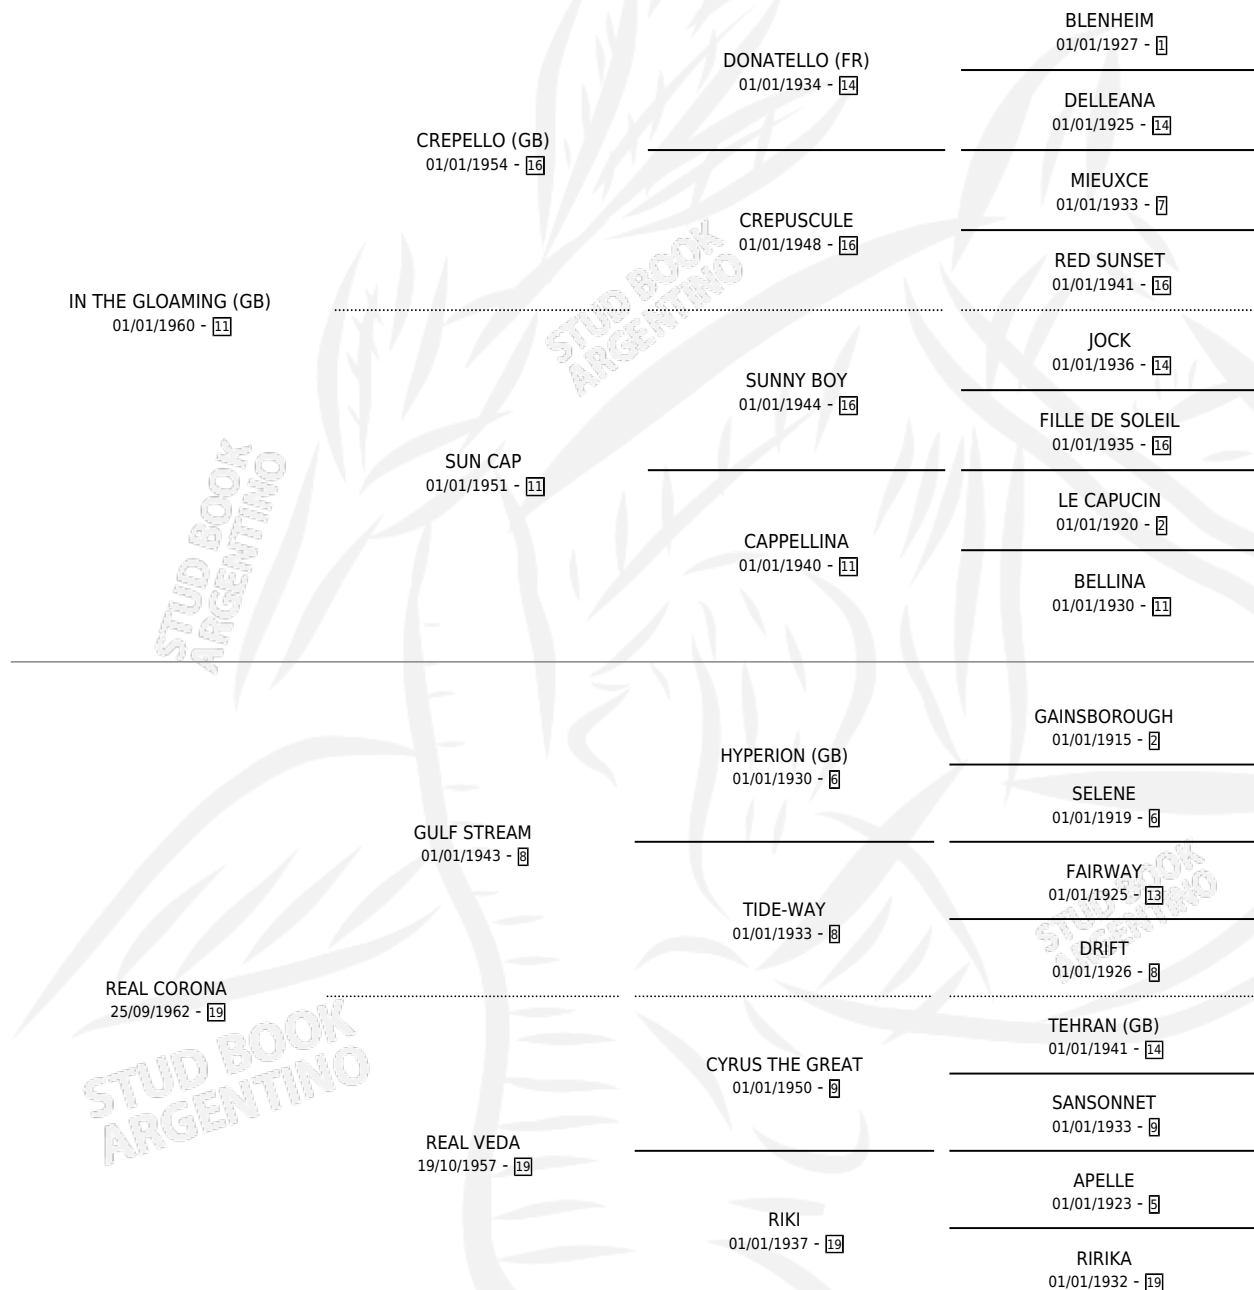 BLENHEIM
01/01/1927 - 1
DONATELLO (FR)
01/01/1934 - 14
DELLEANA
01/01/1925 - 14
CREPELLO (GB)
01/01/1954 - 16
MIEUXCE
01/01/1933 - 7
CREPUSCULE
01/01/1948 - 16
RED SUNSET
01/01/1941 - 16
IN THE GLOAMING (GB)
01/01/1960 - 11
STUD BOOK
ARGENTINO
JOCK
01/01/1936 - 14
SUNNY BOY
01/01/1944 - 16
FILLE DE SOLEIL
01/01/1935 - 16
SUN CAP
01/01/1951 - 11
LE CAPUCIN
01/01/1920 - 2
CAPPELLINA
01/01/1940 - 11
BELLINA
01/01/1930 - 11
STUD BOOK
ARGENTINO
GAINSBOROUGH
01/01/1915 - 2
HYPERION (GB)
01/01/1930 - 6
SELENE
01/01/1919 - 6
GULF STREAM
01/01/1943 - 8
FAIRWAY
01/01/1925 - 13
TIDE-WAY
01/01/1933 - 8
DRIFT
01/01/1926 - 8
STUD BOOK
ARGENTINO
REAL CORONA
25/09/1962 - 19
TEHRAN (GB)
01/01/1941 - 14
CYRUS THE GREAT
01/01/1950 - 9
SANSONNET
01/01/1933 - 9
STUD BOOK
ARGENTINO
REAL VEDA
19/10/1957 - 19
APELLE
01/01/1923 - 5
RIKI
01/01/1937 - 19
RIRIKA
01/01/1932 - 19